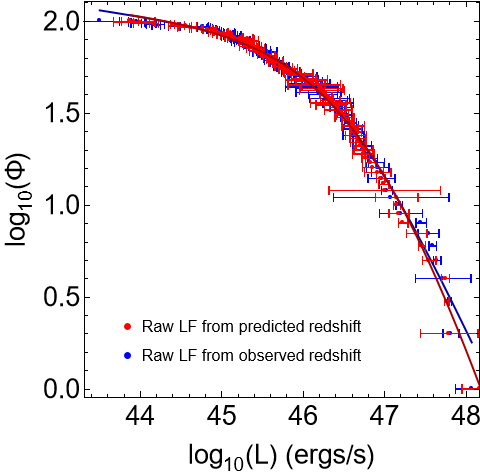 2.0
1.5
1.0
0.5
0.0
log₁₀(Φ)
Raw LF from predicted redshift
Raw LF from observed redshift
44 45 46 47 48
log₁₀(L) (ergs/s)